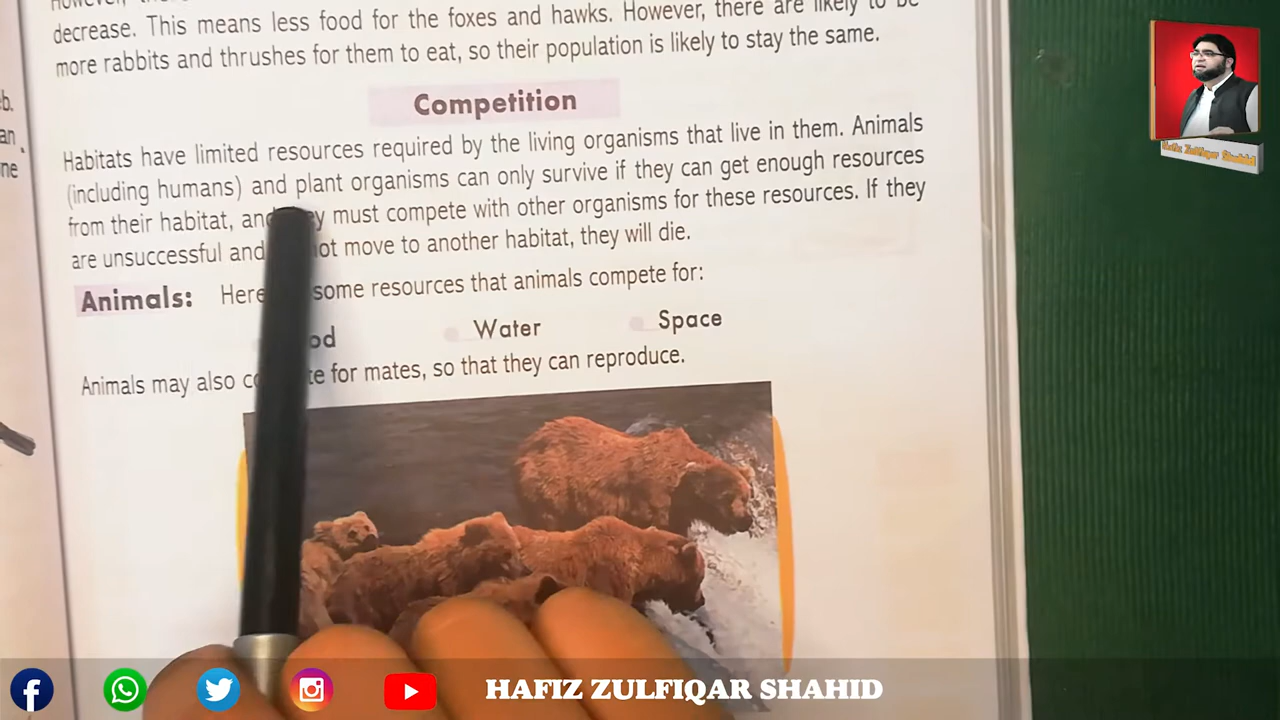 decrease. This means less food for the foxes and hawks. However, there are likely to be
more rabbits and thrushes for them to eat, so their population is likely to stay the same.
Competition
Habitats have limited resources required by the living organisms that live in them. Animals
(including humans) and plant organisms can only survive if they can get enough resources
from their habitat, and must compete with other organisms for these resources. If they
are unsuccessful and not move to another habitat, they will die.
Animals: Here some resources that animals compete for:
Water Space
Animals may also for mates, so that they can reproduce.
Hafiz Zulfiqar Shahid
HAFIZ ZULFIQAR SHAHID